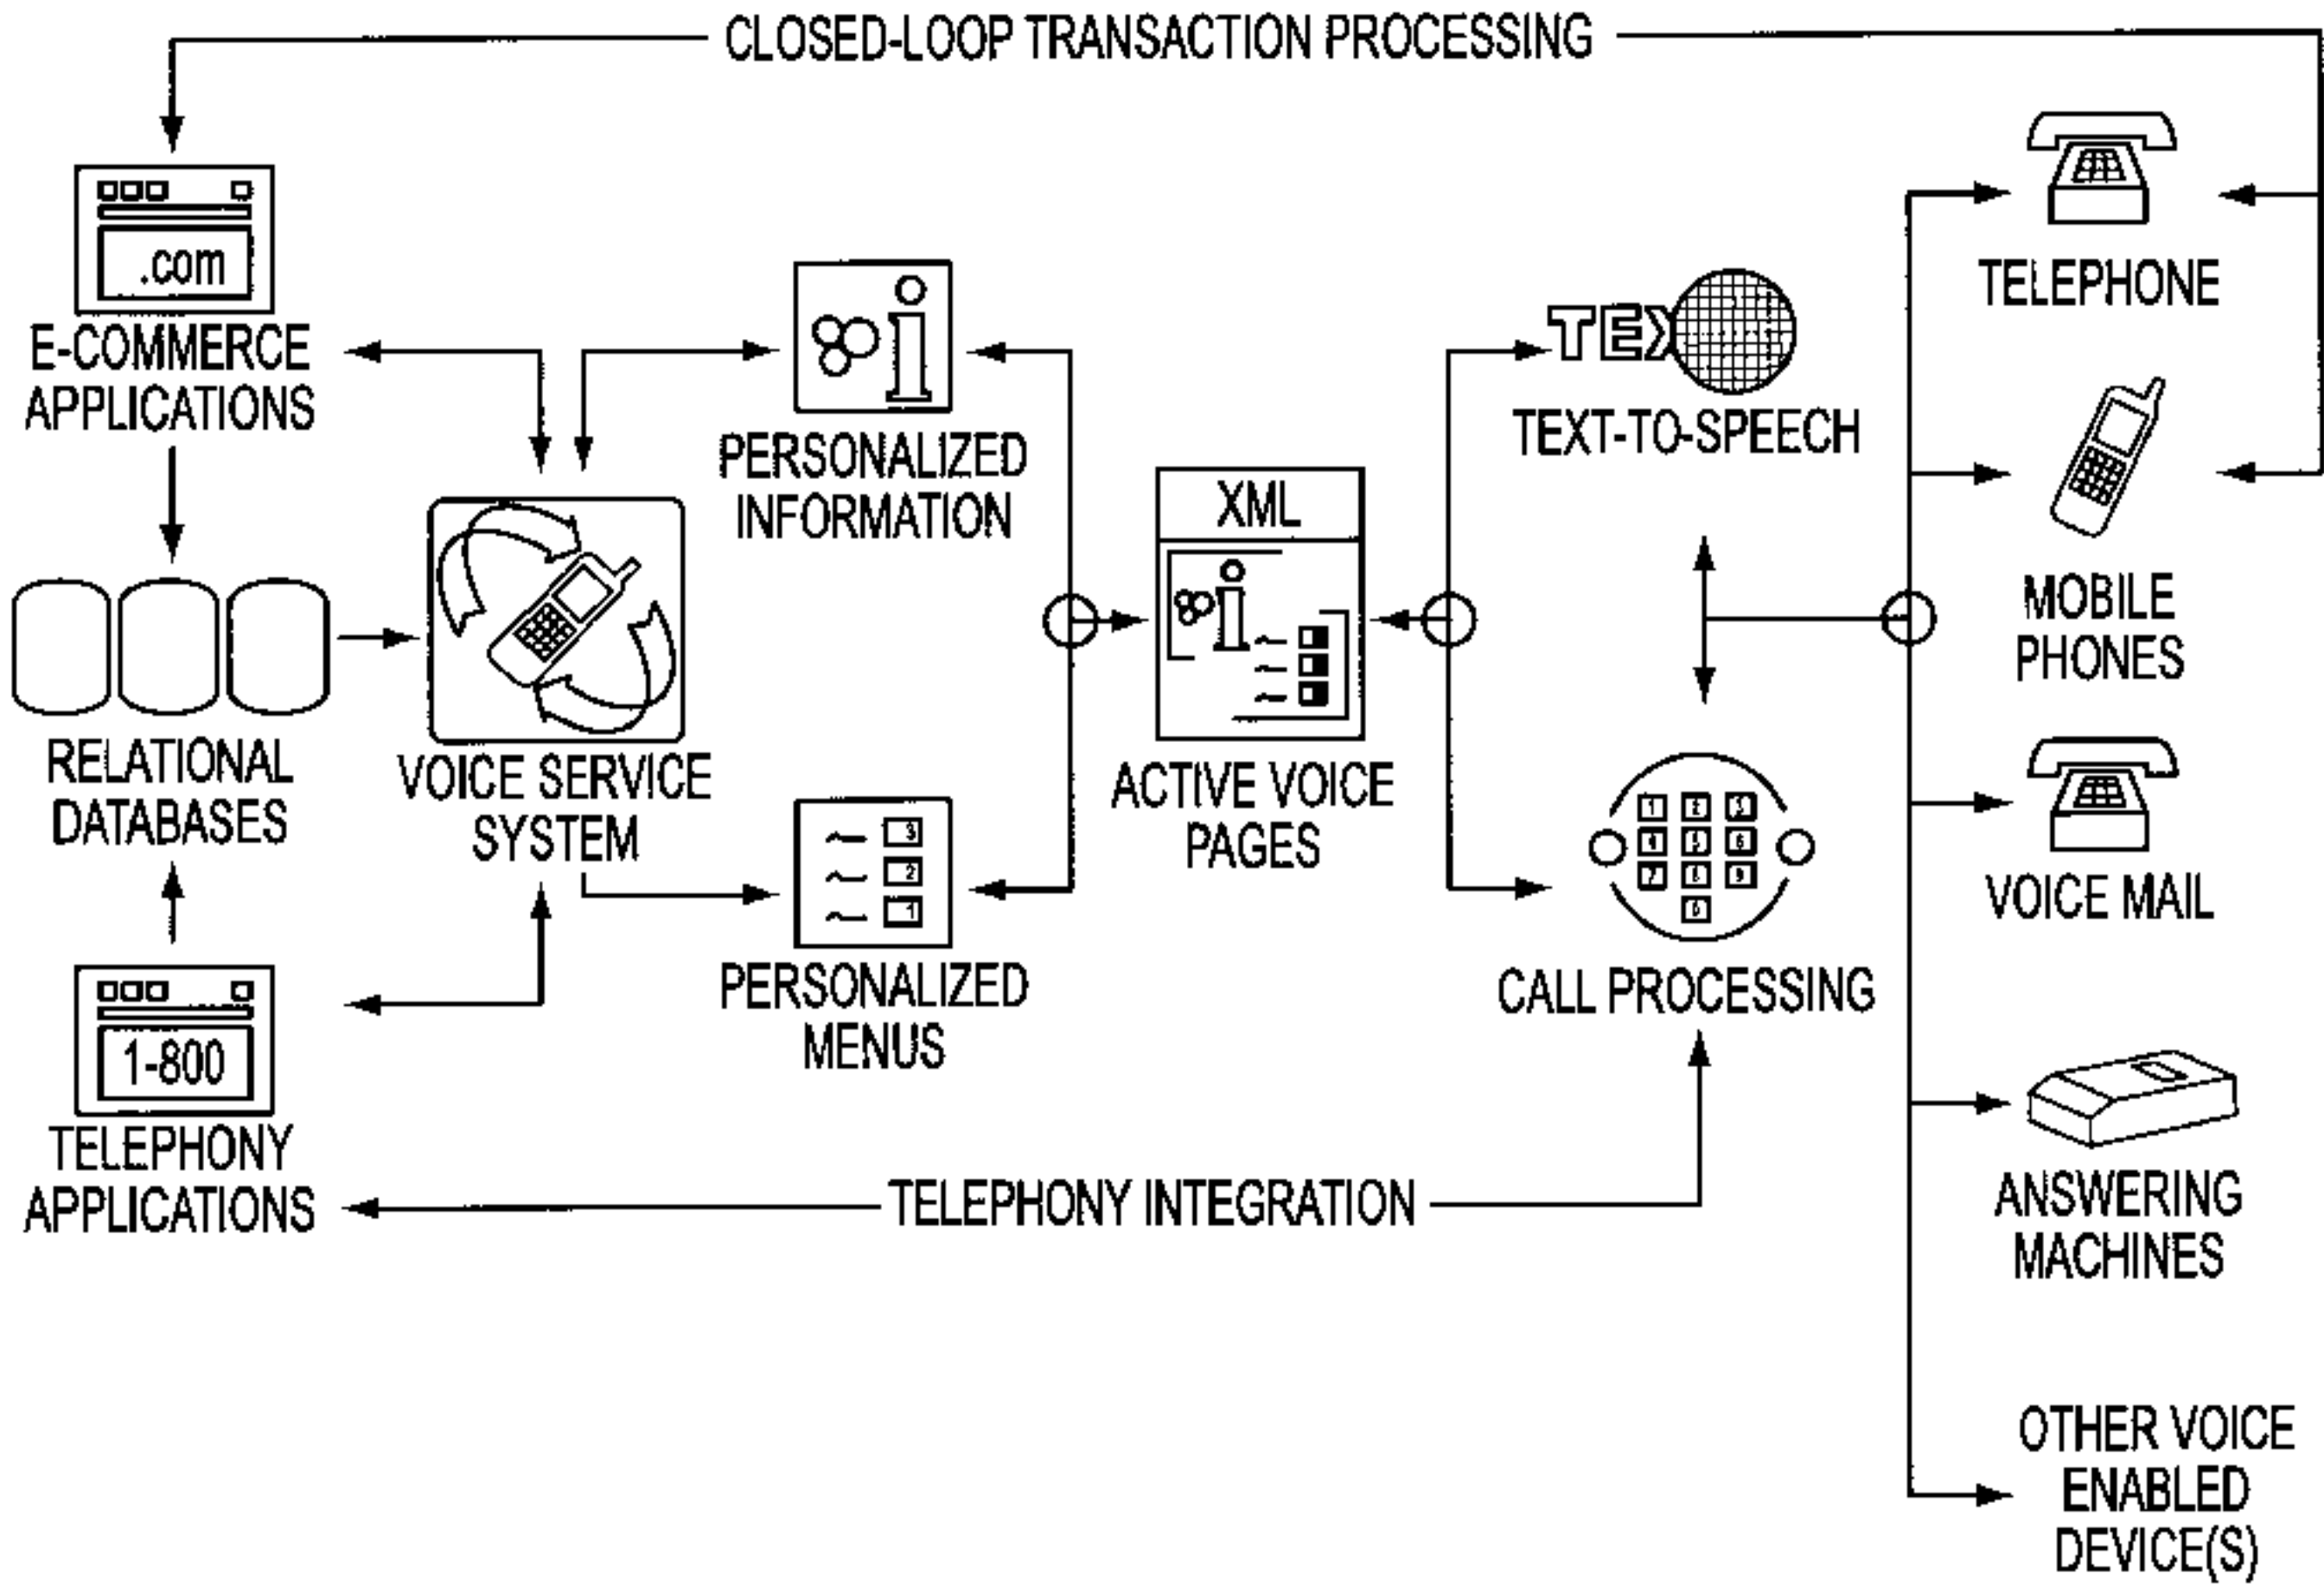 CLOSED-LOOP TRANSACTION PROCESSING
.com
E-COMMERCE
APPLICATIONS
RELATIONAL
DATABASES
1-800
TELEPHONY
APPLICATIONS
VOICE SERVICE
SYSTEM
i
PERSONALIZED
INFORMATION
3
2
1
PERSONALIZED
MENUS
XML
i
ACTIVE VOICE
PAGES
TEX
TEXT-TO-SPEECH
1 2 3
4 5 6
7 8 9
0
CALL PROCESSING
TELEPHONY INTEGRATION
TELEPHONE
MOBILE
PHONES
VOICE MAIL
ANSWERING
MACHINES
OTHER VOICE
ENABLED
DEVICE(S)